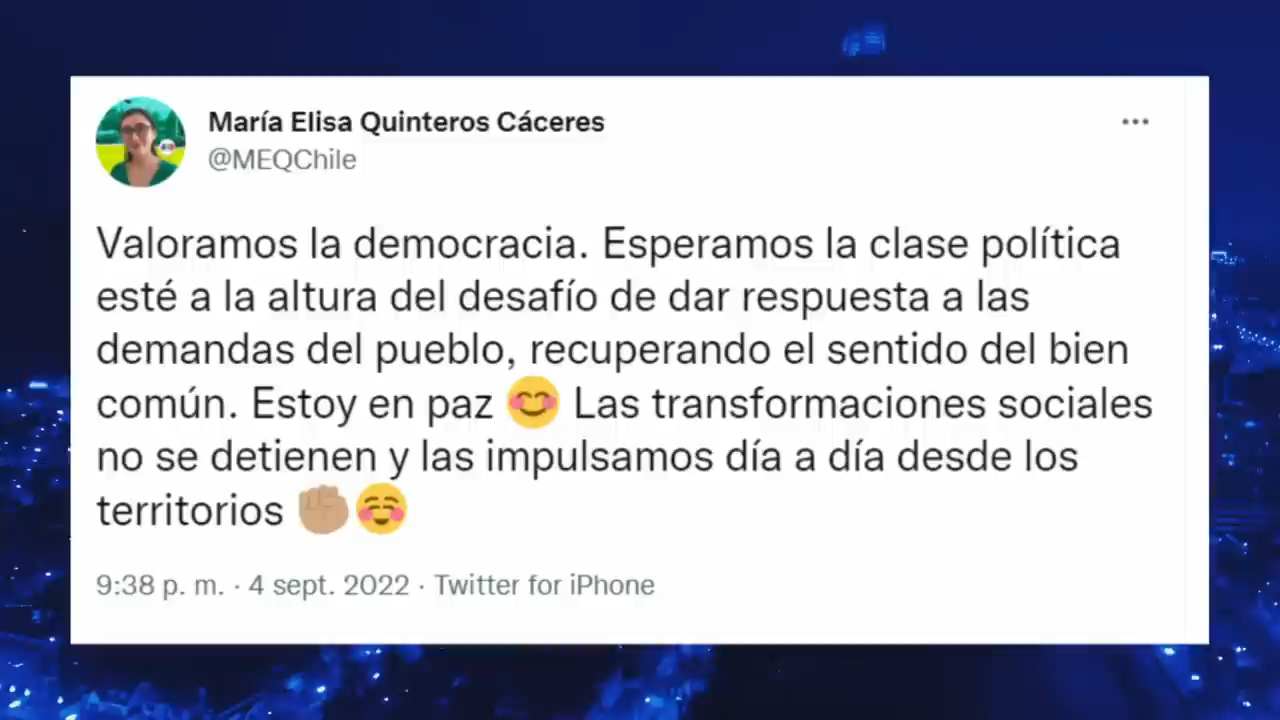 María Elisa Quinteros Cáceres
@MEQChile
Valoramos la democracia. Esperamos la clase política
esté a la altura del desafío de dar respuesta a las
demandas del pueblo, recuperando el sentido del bien
común. Estoy en paz 😊 Las transformaciones sociales
no se detienen y las impulsamos día a día desde los
territorios ✊🏽☺️
9:38 p. m. · 4 sept. 2022 · Twitter for iPhone